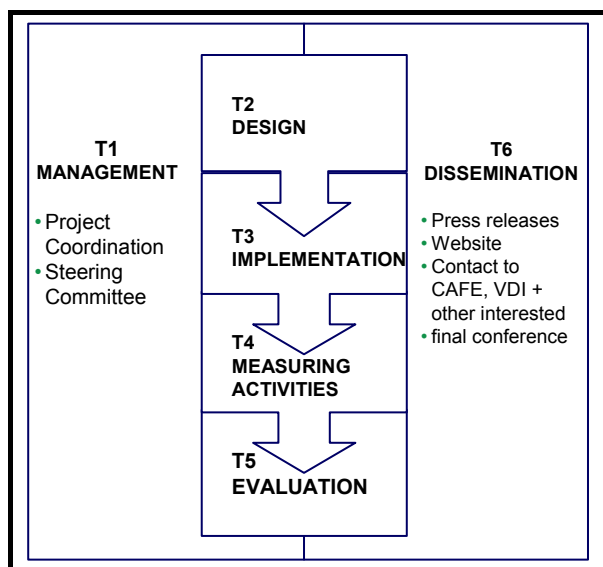 T1
MANAGEMENT
• Project
Coordination
• Steering
Committee
T2
DESIGN
T3
IMPLEMENTATION
T4
MEASURING
ACTIVITIES
T5
EVALUATION
T6
DISSEMINATION
• Press releases
• Website
• Contact to
CAFE, VDI +
other interested
• final conference